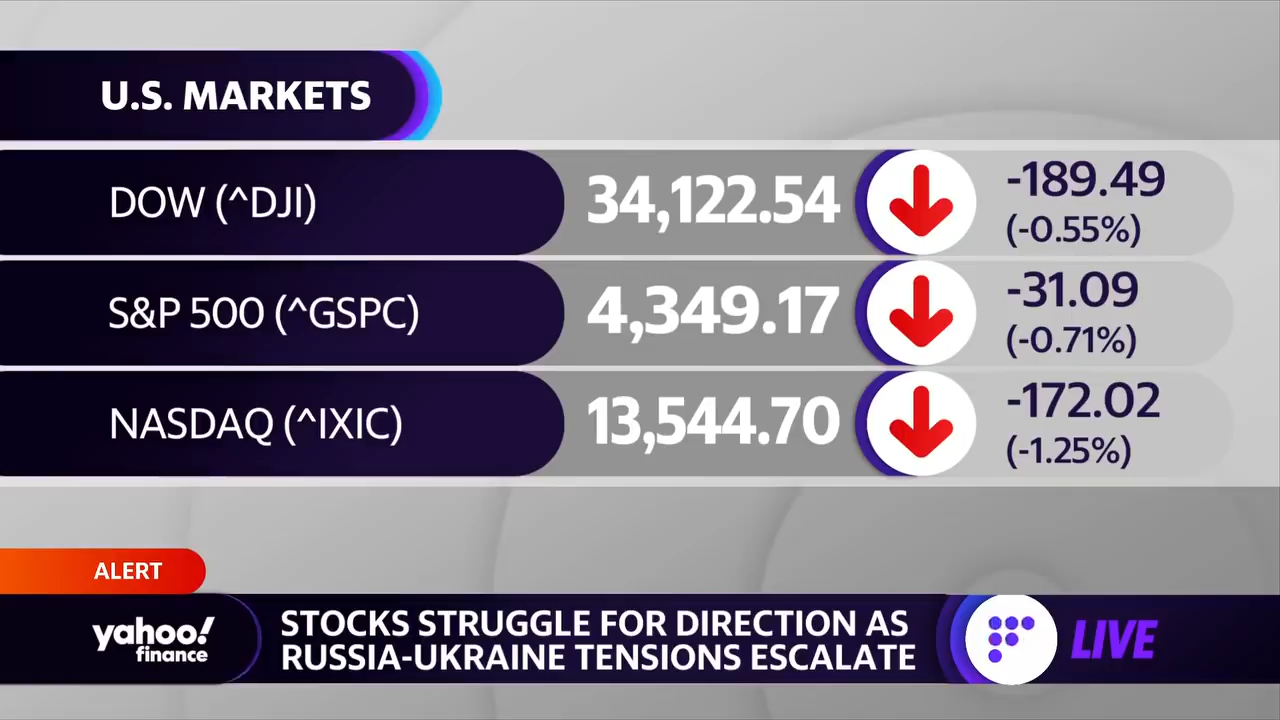 U.S. MARKETS
DOW (^DJI) 34,122.54 -189.49
(-0.55%)
S&P 500 (^GSPC) 4,349.17 -31.09
(-0.71%)
NASDAQ (^IXIC) 13,544.70 -172.02
(-1.25%)
ALERT
yahoo!
finance
STOCKS STRUGGLE FOR DIRECTION AS
RUSSIA-UKRAINE TENSIONS ESCALATE
LIVE